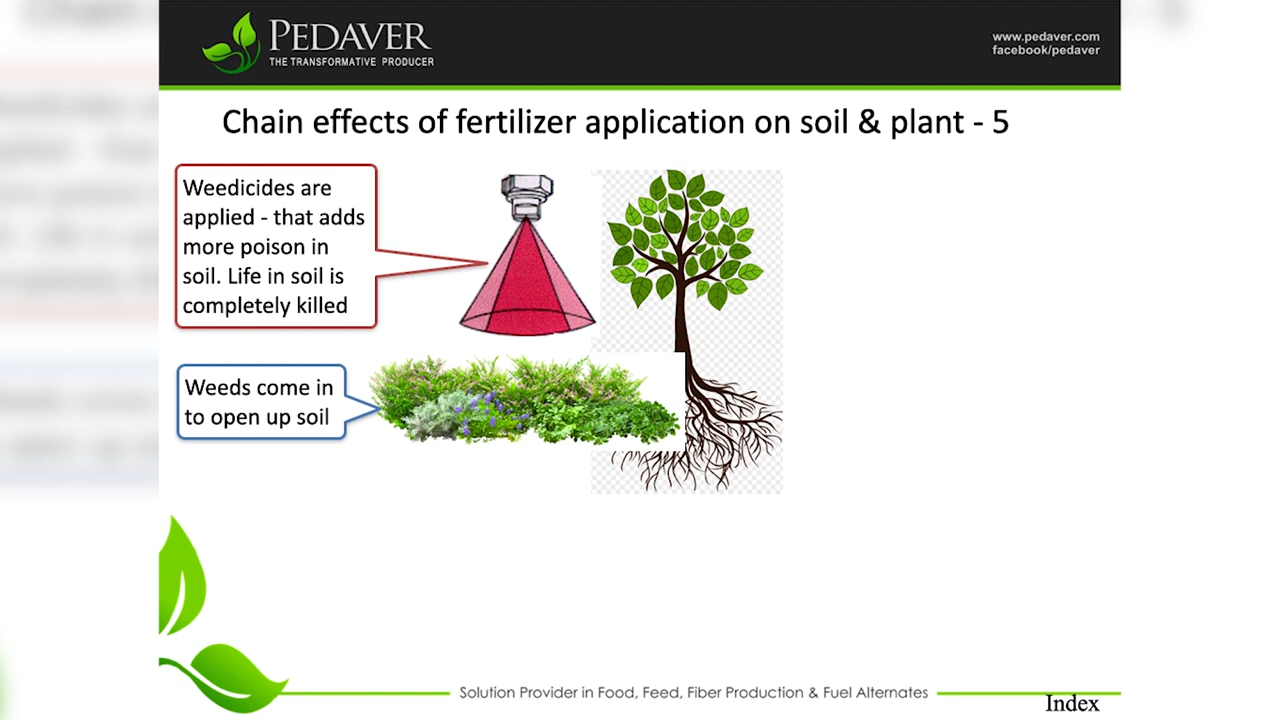 PEDAVER
THE TRANSFORMATIVE PRODUCER
www.pedaver.com
facebook/pedaver
Chain effects of fertilizer application on soil & plant - 5
Weedicides are
applied - that adds
more poison in
soil. Life in soil is
completely killed
Weeds come in
to open up soil
Solution Provider in Food, Feed, Fiber Production & Fuel Alternates
Index